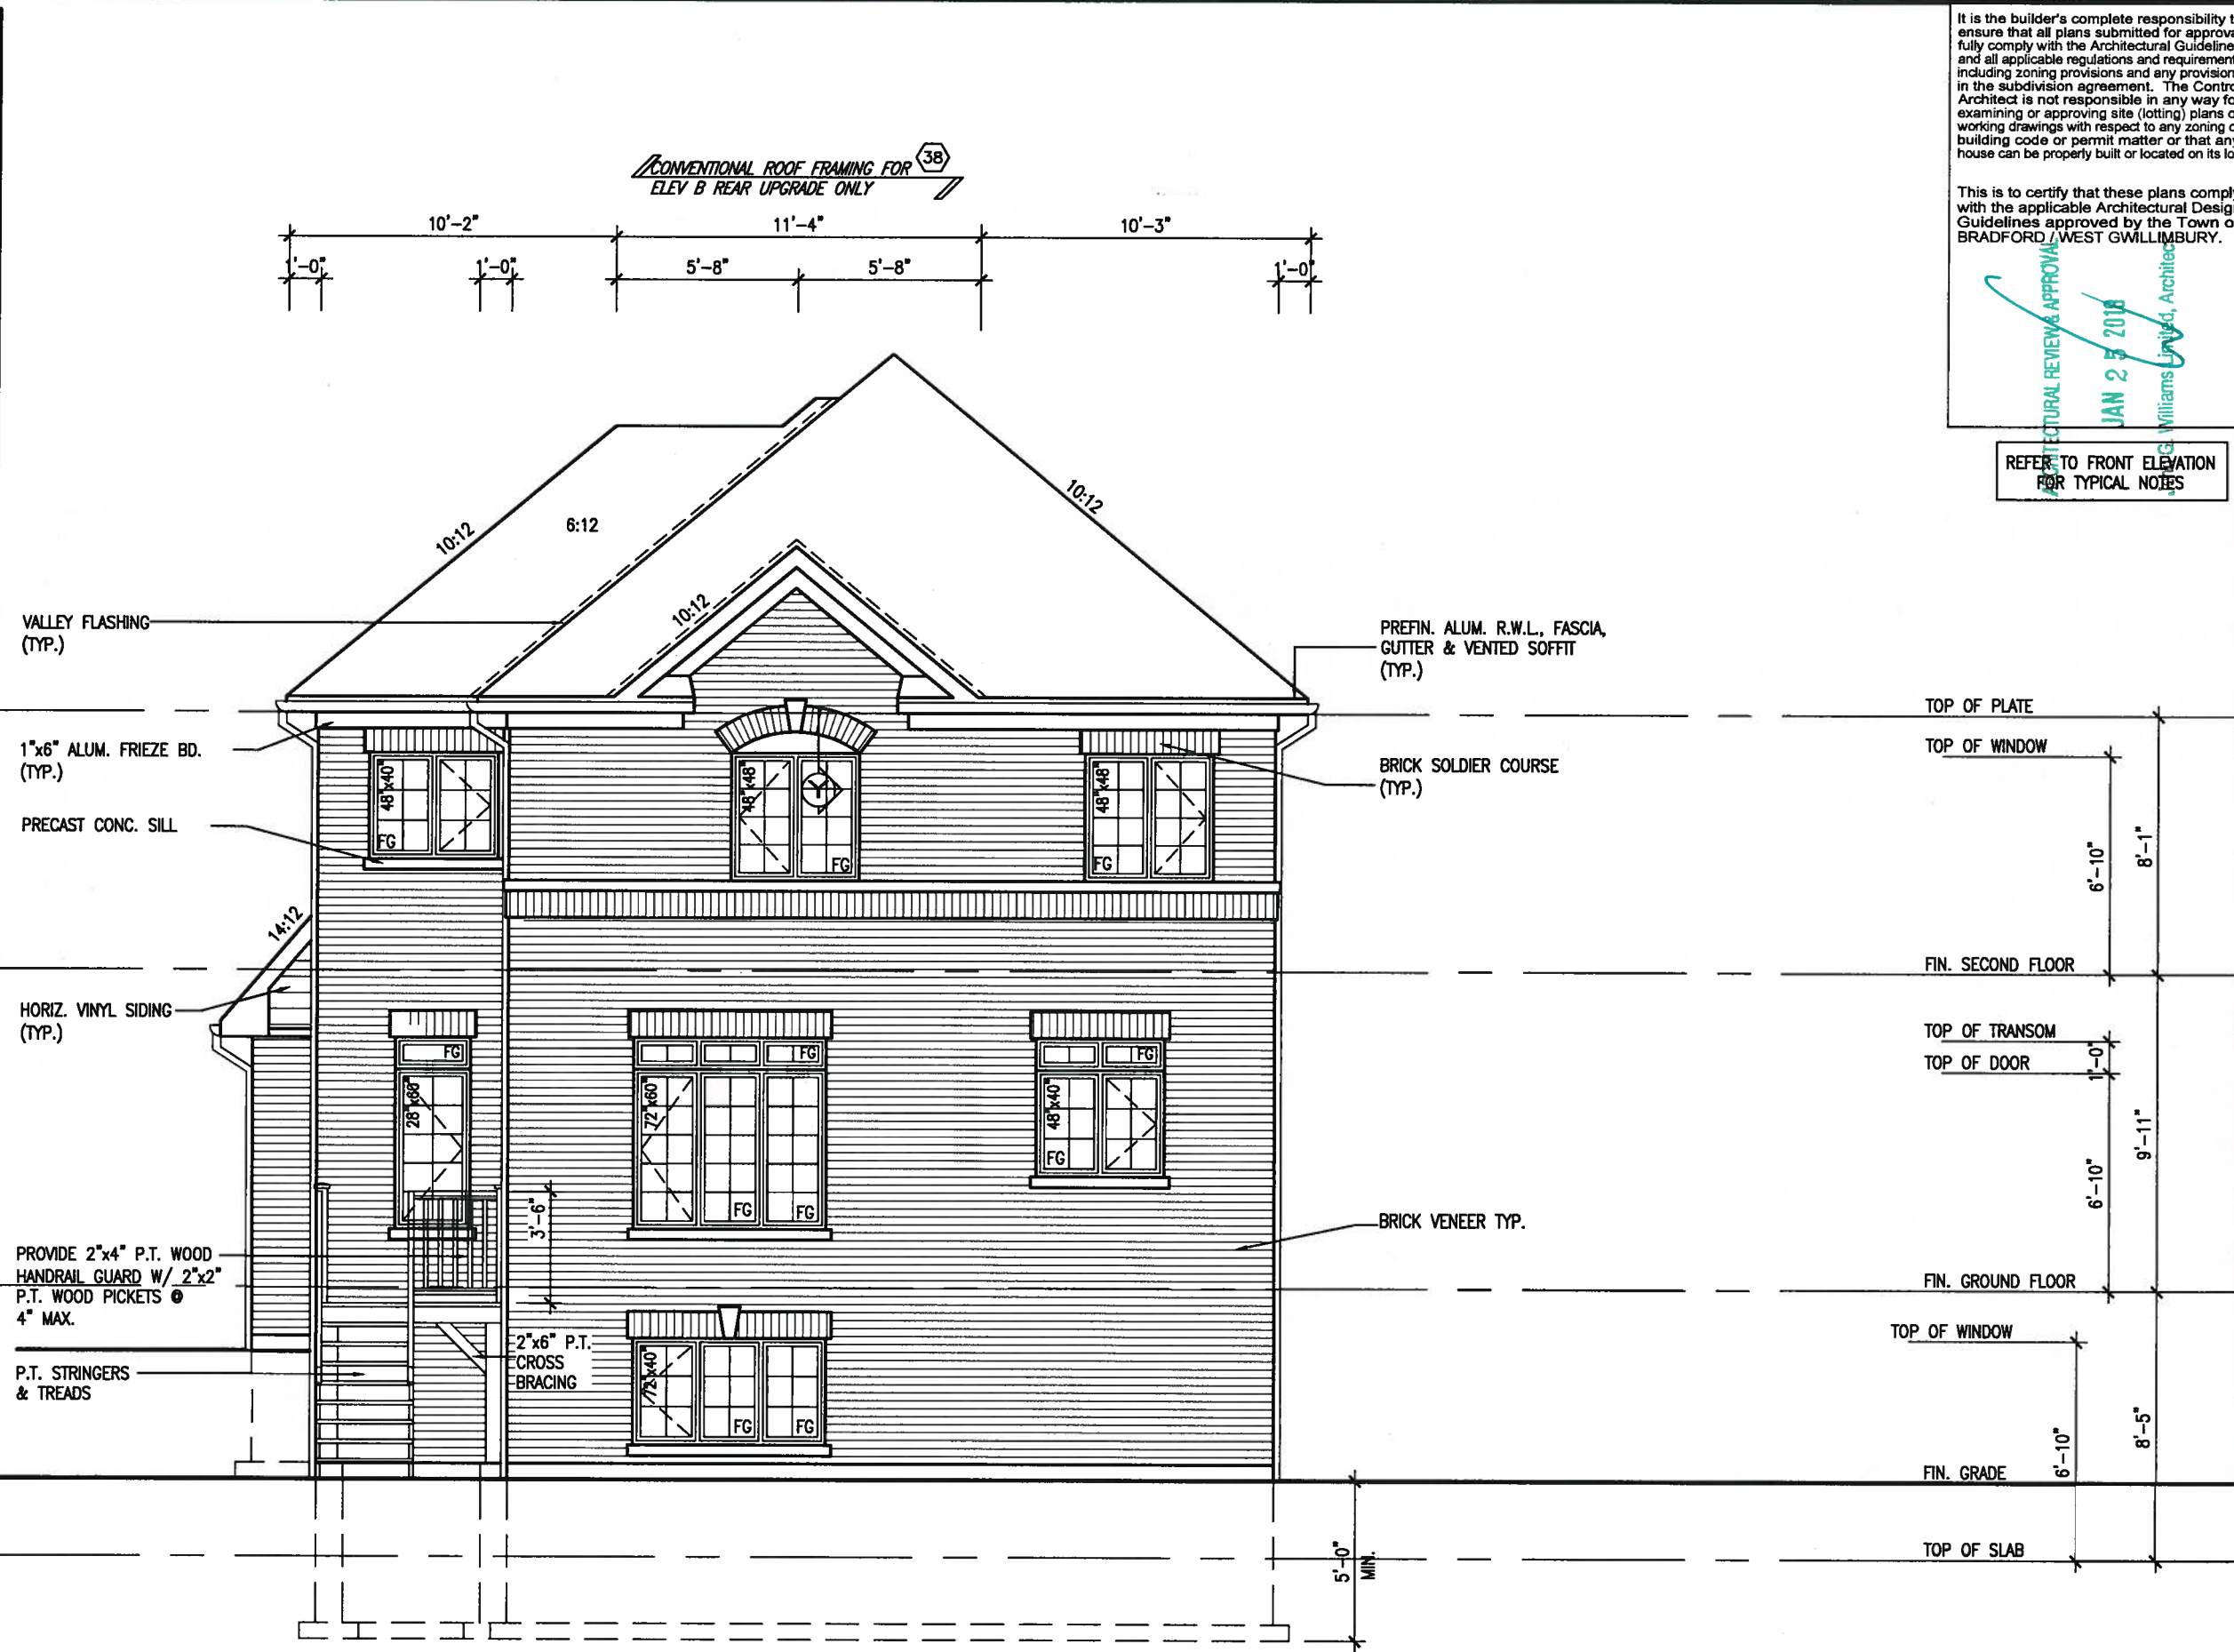 It is the builder's complete responsibility
ensure that all plans submitted for
fully comply with the Architectural
and all applicable regulations and
including zoning provisions and any
in the subdivision agreement. The
Architect is not responsible in any way
examining or approving site (lotting) plans
working drawings with respect to any zoning
building code or permit matter or that
house can be properly built or located on its
This is to certify that these plans
with the applicable Architectural
Guidelines approved by the Town
BRADFORD / WEST GWILLIMBURY.
ARCHITECTURAL REVIEW & APPROVAL
JAN 25 2018
G. Williams Limited,
REFER TO FRONT ELEVATION
FOR TYPICAL NOTES
CONVENTIONAL ROOF FRAMING FOR 38
ELEV B REAR UPGRADE ONLY
10'-2" 11'-4" 10'-3"
1'-0" 1'-0" 5'-8" 5'-8" 1'-0"
10:12
6:12
10:12
10:12
14:12
VALLEY FLASHING
(TYP.)
1"x6" ALUM. FRIEZE BD.
(TYP.)
PRECAST CONC. SILL
HORIZ. VINYL SIDING
(TYP.)
PROVIDE 2"x4" P.T. WOOD
HANDRAIL GUARD W/ 2"x2"
P.T. WOOD PICKETS @
4" MAX.
P.T. STRINGERS
& TREADS
48"x40"
FG
48"x48"
Y
FG
48"x48"
FG
FG
28"x60"
FG
72"x60"
FG
FG
FG
48"x40"
FG
3'-6"
2"x6" P.T.
CROSS
BRACING
72"x40"
FG
FG
PREFIN. ALUM. R.W.L., FASCIA,
GUTTER & VENTED SOFFIT
(TYP.)
BRICK SOLDIER COURSE
(TYP.)
BRICK VENEER TYP.
5'-0"
MIN.
TOP OF PLATE
TOP OF WINDOW
6'-10"
8'-1"
FIN. SECOND FLOOR
TOP OF TRANSOM
TOP OF DOOR
1'-0"
6'-10"
9'-11"
FIN. GROUND FLOOR
TOP OF WINDOW
6'-10"
8'-5"
FIN. GRADE
TOP OF SLAB